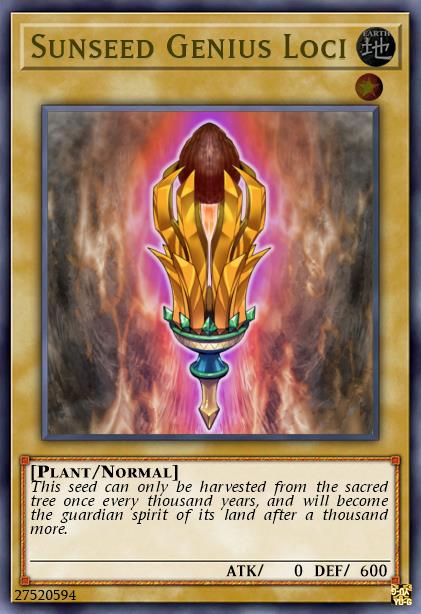 Sunseed Genius Loci
EARTH
地
[Plant/Normal]
This seed can only be harvested from the sacred
tree once every thousand years, and will become
the guardian spirit of its land after a thousand
more.
ATK/ 0 DEF/ 600
27520594